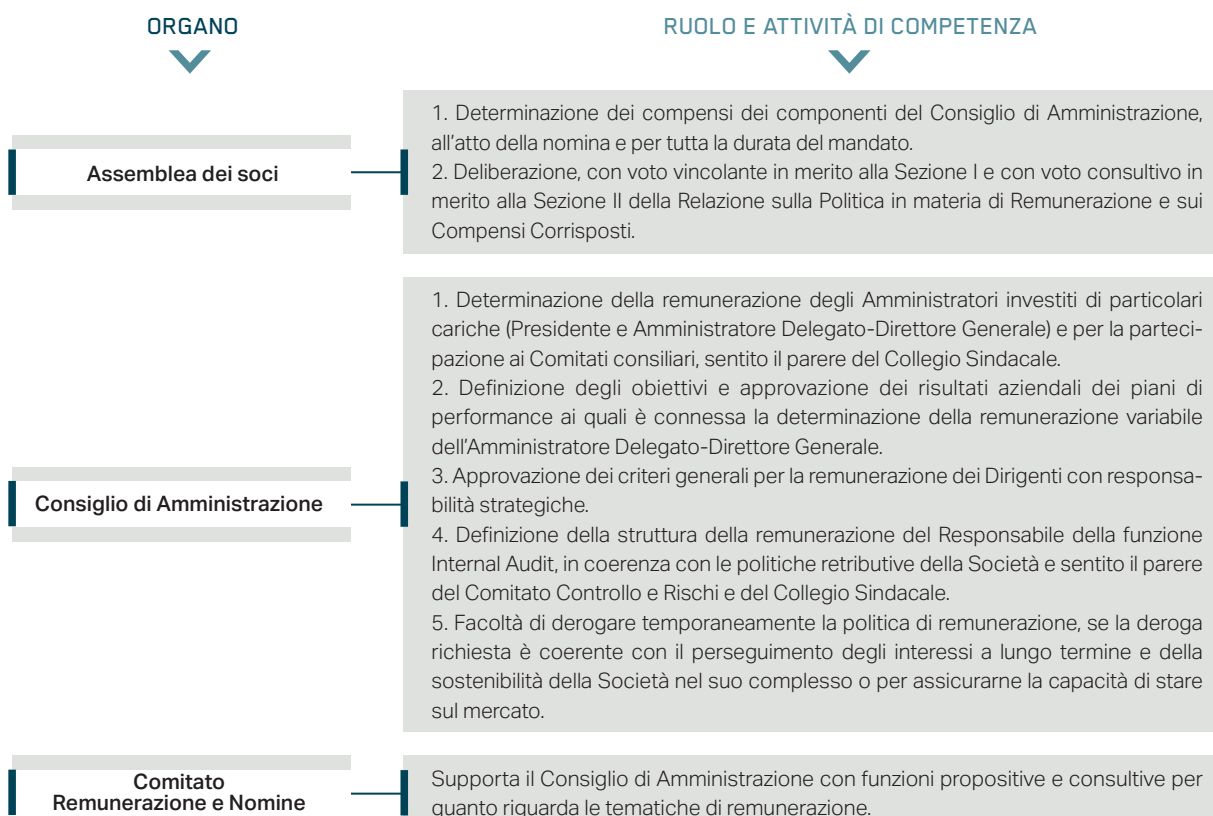 ORGANO
RUOLO E ATTIVITÀ DI COMPETENZA
Assemblea dei soci
1. Determinazione dei compensi dei componenti del Consiglio di Amministrazione,
all'atto della nomina e per tutta la durata del mandato.
2. Deliberazione, con voto vincolante in merito alla Sezione I e con voto consultivo in
merito alla Sezione II della Relazione sulla Politica in materia di Remunerazione e sui
Compensi Corrisposti.
Consiglio di Amministrazione
1. Determinazione della remunerazione degli Amministratori investiti di particolari
cariche (Presidente e Amministratore Delegato-Direttore Generale) e per la parteci-
pazione ai Comitati consiliari, sentito il parere del Collegio Sindacale.
2. Definizione degli obiettivi e approvazione dei risultati aziendali dei piani di
performance ai quali è connessa la determinazione della remunerazione variabile
dell'Amministratore Delegato-Direttore Generale.
3. Approvazione dei criteri generali per la remunerazione dei Dirigenti con responsa-
bilità strategiche.
4. Definizione della struttura della remunerazione del Responsabile della funzione
Internal Audit, in coerenza con le politiche retributive della Società e sentito il parere
del Comitato Controllo e Rischi e del Collegio Sindacale.
5. Facoltà di derogare temporaneamente la politica di remunerazione, se la deroga
richiesta è coerente con il perseguimento degli interessi a lungo termine e della
sostenibilità della Società nel suo complesso o per assicurarne la capacità di stare
sul mercato.
Comitato
Remunerazione e Nomine
Supporta il Consiglio di Amministrazione con funzioni propositive e consultive per
quanto riguarda le tematiche di remunerazione.